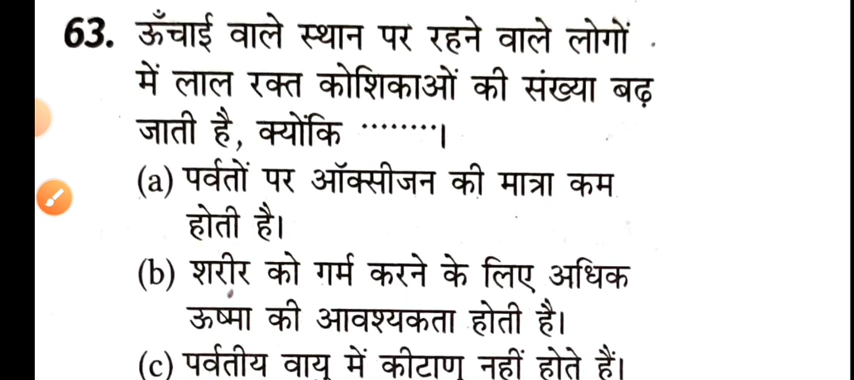 63. ऊँचाई वाले स्थान पर रहने वाले लोगों
में लाल रक्त कोशिकाओं की संख्या बढ़
जाती है, क्योंकि ········।
(a) पर्वतों पर ऑक्सीजन की मात्रा कम
होती है।
(b) शरीर को गर्म करने के लिए अधिक
ऊष्मा की आवश्यकता होती है।
(c) पर्वतीय वायु में कीटाणु नहीं होते हैं।